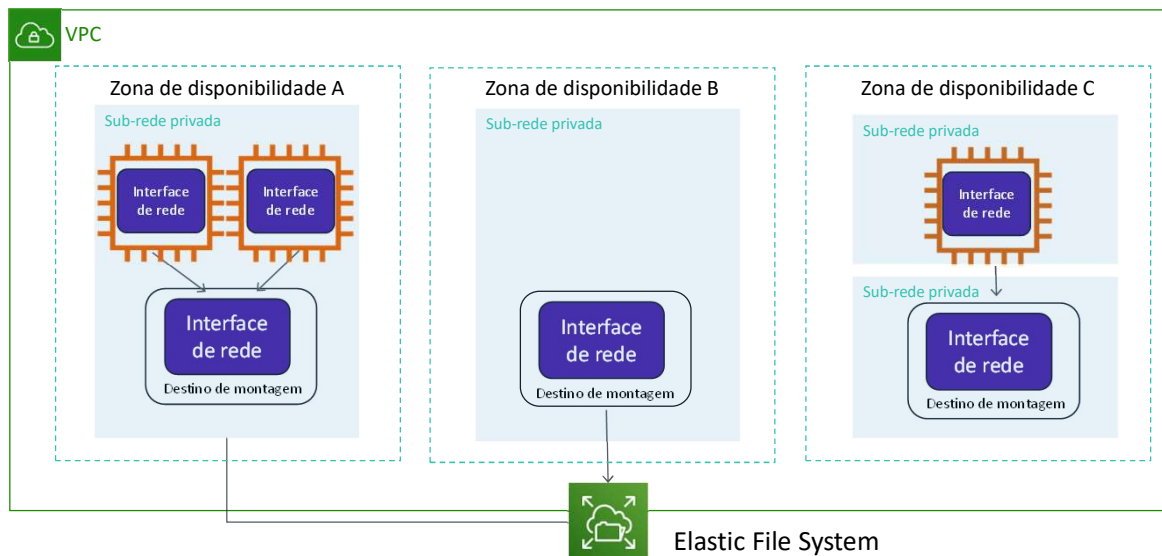 VPC
Zona de disponibilidade A
Sub-rede privada
Interface
de rede
Interface
de rede
Interface
de rede
Destino de montagem
Zona de disponibilidade B
Sub-rede privada
Interface
de rede
Destino de montagem
Zona de disponibilidade C
Sub-rede privada
Interface
de rede
Sub-rede privada
Interface
de rede
Destino de montagem
Elastic File System